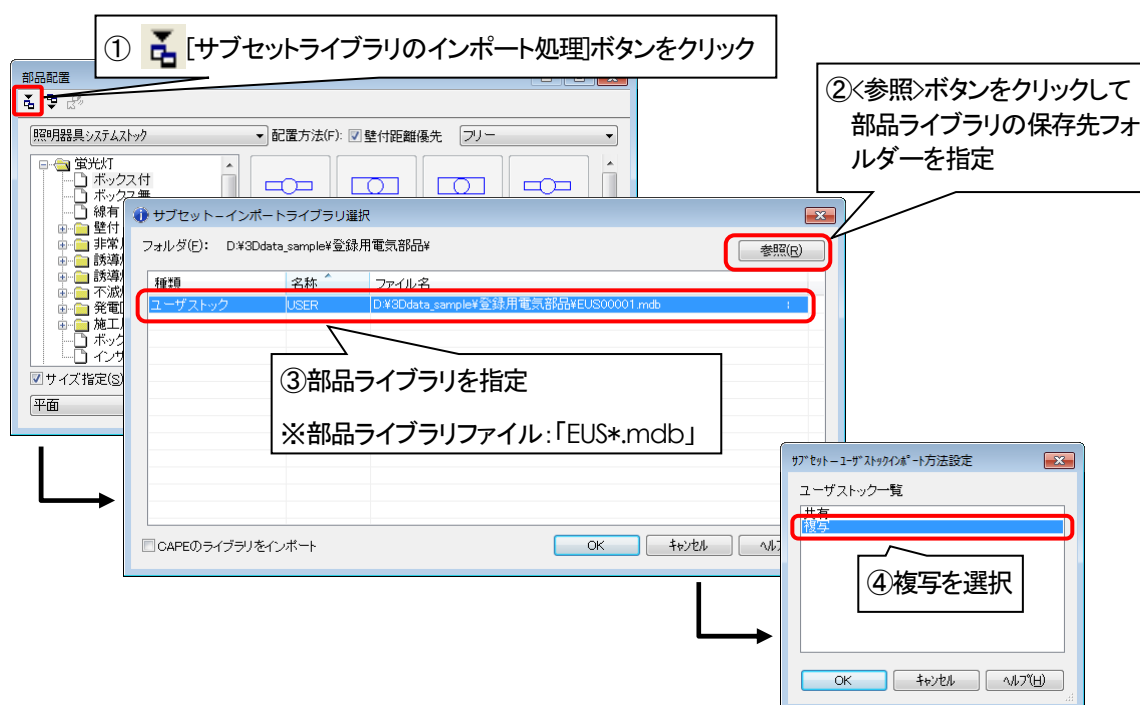 ① [サブセットライブラリのインポート処理]ボタンをクリック
部品配置
②<参照>ボタンをクリックして
部品ライブラリの保存先フォ
ルダーを指定
照明器具システムストック
配置方法(F):
壁付距離優先
フリー
蛍光灯
ボックス付
ボックス無
線有
壁付
非常
誘導
誘導
不滅
発電
施工
ボック
インサ
サイズ指定(S)
平面
サブセット-インポートライブラリ選択
フォルダ(F): D:¥3Ddata_sample¥登録用電気部品¥
参照(R)
種類 名称 ファイル名
ユーザストック USER D:¥3Ddata_sample¥登録用電気部品¥EUS00001.mdb
③部品ライブラリを指定
※部品ライブラリファイル:「EUS*.mdb」
CAPEのライブラリをインポート
OK
キャンセル
ヘル
サブセット-ユーザストックインポート方法設定
ユーザストック一覧
共有
複写
④複写を選択
OK
キャンセル
ヘルプ(H)